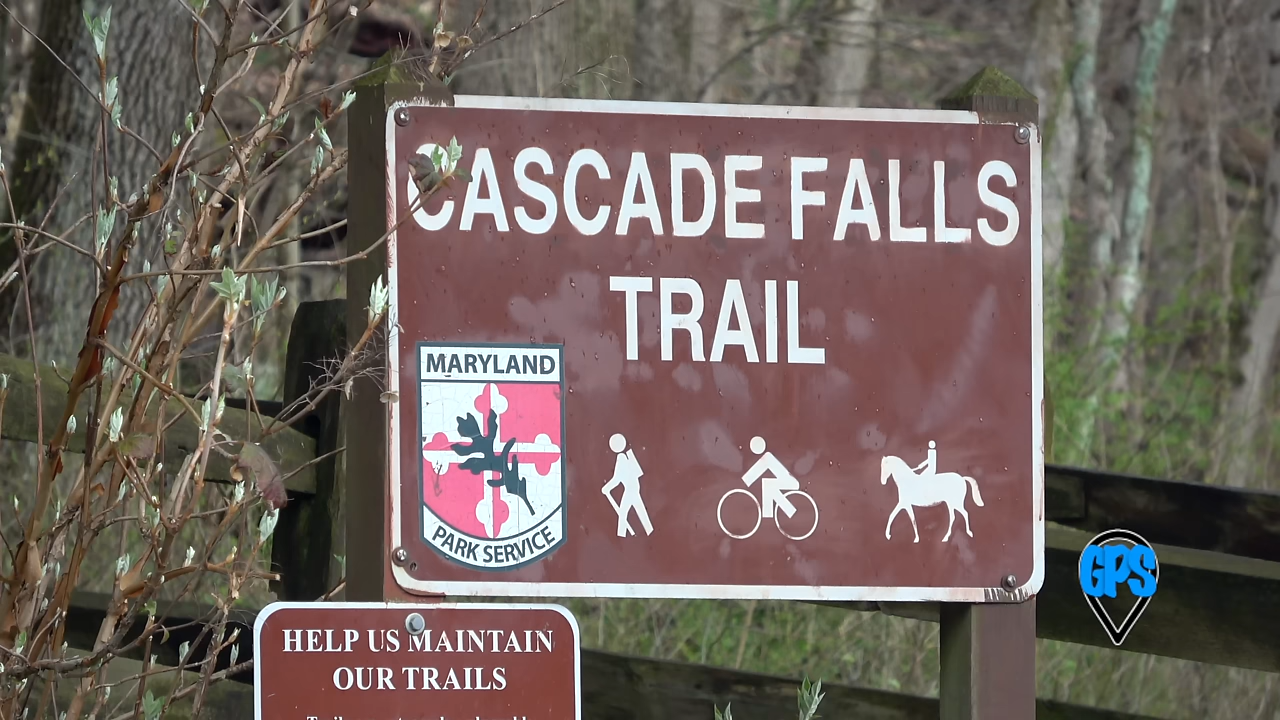 CASCADE FALLS
TRAIL
MARYLAND
PARK SERVICE
HELP US MAINTAIN
OUR TRAILS
GPS